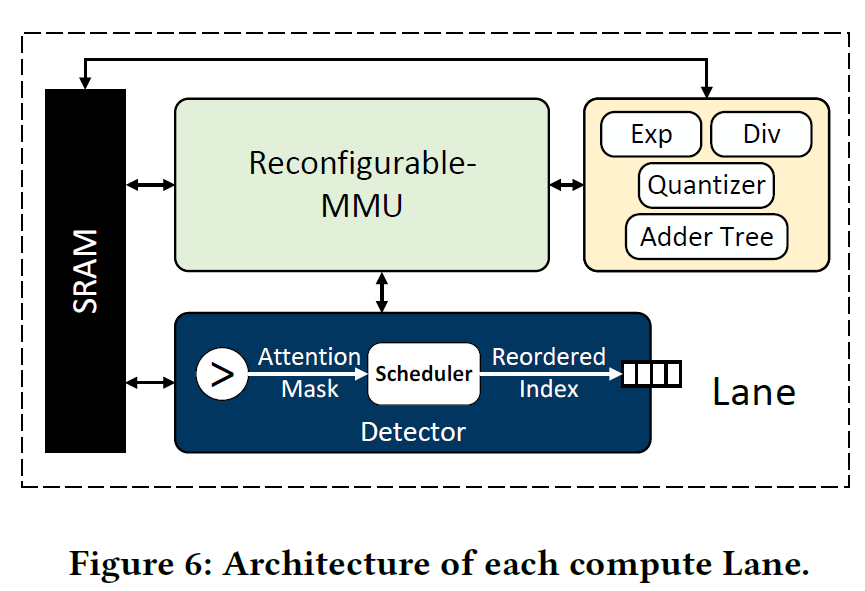 SRAM
Reconfigurable-
MMU
Exp
Div
Quantizer
Adder Tree
>
Attention
Mask
Scheduler
Reordered
Index
Detector
Lane
Figure 6: Architecture of each compute Lane.